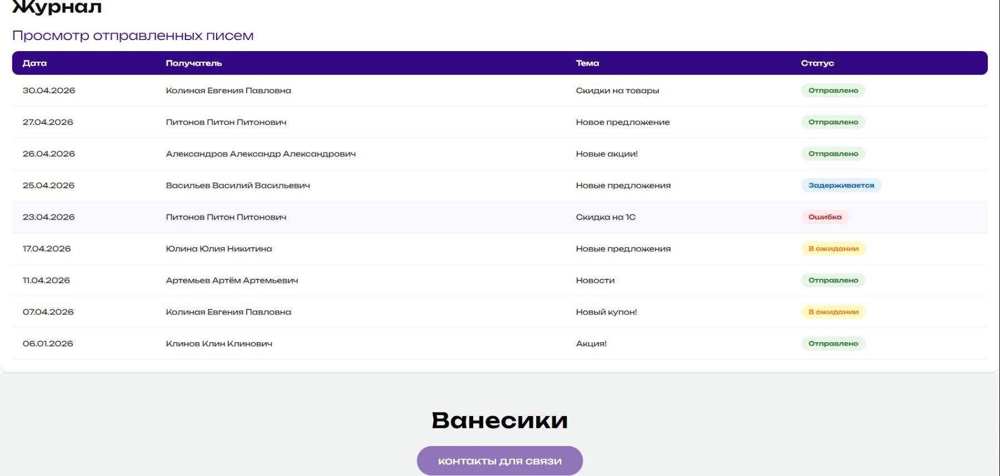 Журнал
Просмотр отправленных писем
Дата Получатель Тема Статус
30.04.2026 Колиная Евгения Павловна Скидки на товары Отправлено
27.04.2026 Питонов Питон Питонович Новое предложение Отправлено
26.04.2026 Александров Александр Александрович Новые акции! Отправлено
25.04.2026 Васильев Василий Васильевич Новые предложения Задерживается
23.04.2026 Питонов Питон Питонович Скидка на 1С Ошибка
17.04.2026 Юлина Юлия Никитина Новые предложения В ожидании
11.04.2026 Артемьев Артём Артемьевич Новости Отправлено
07.04.2026 Колиная Евгения Павловна Новый купон! В ожидании
06.01.2026 Клинов Клин Клинович Акция! Отправлено
Ванесики
контакты для связи